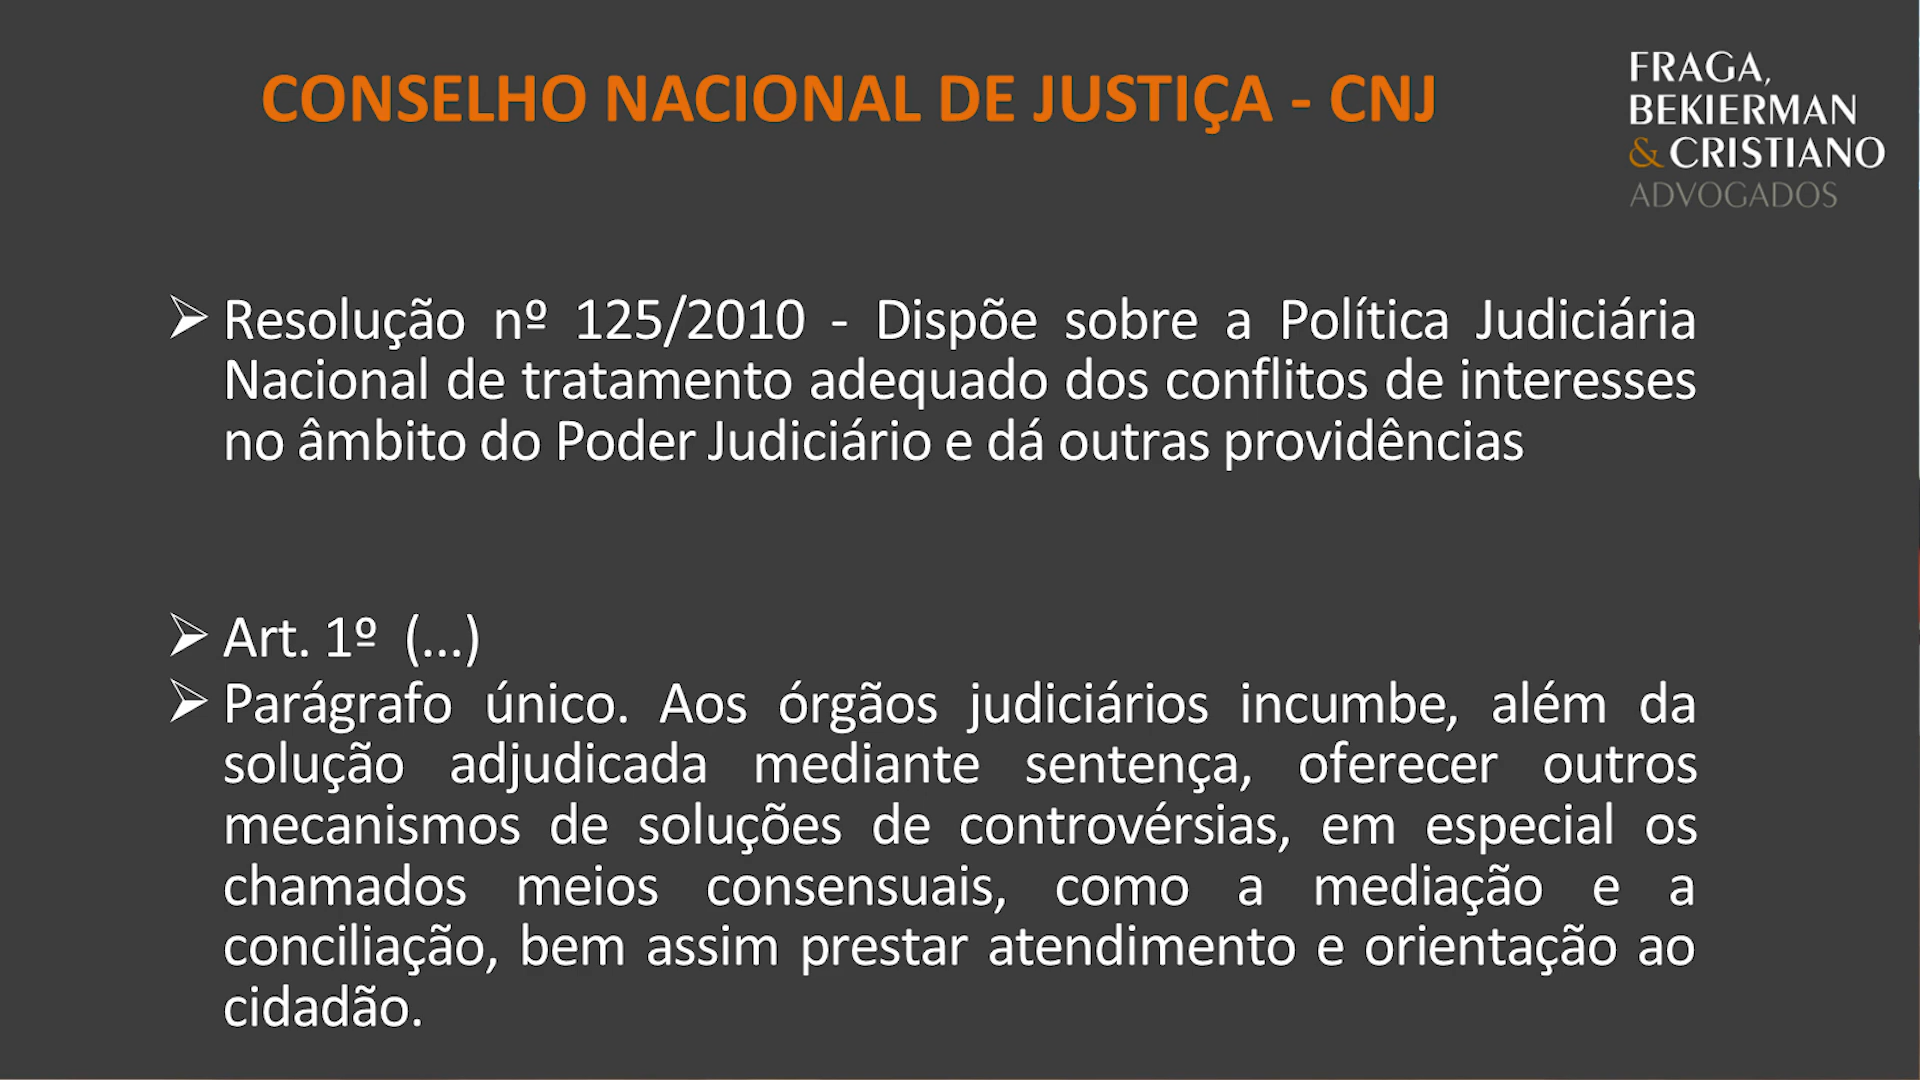 CONSELHO NACIONAL DE JUSTIÇA - CNJ
FRAGA,
BEKIERMAN
& CRISTIANO
ADVOGADOS
Resolução nº 125/2010 - Dispõe sobre a Política Judiciária
Nacional de tratamento adequado dos conflitos de interesses
no âmbito do Poder Judiciário e dá outras providências
Art. 1º (...)
Parágrafo único. Aos órgãos judiciários incumbe, além da
solução adjudicada mediante sentença, oferecer outros
mecanismos de soluções de controvérsias, em especial os
chamados meios consensuais, como a mediação e a
conciliação, bem assim prestar atendimento e orientação ao
cidadão.